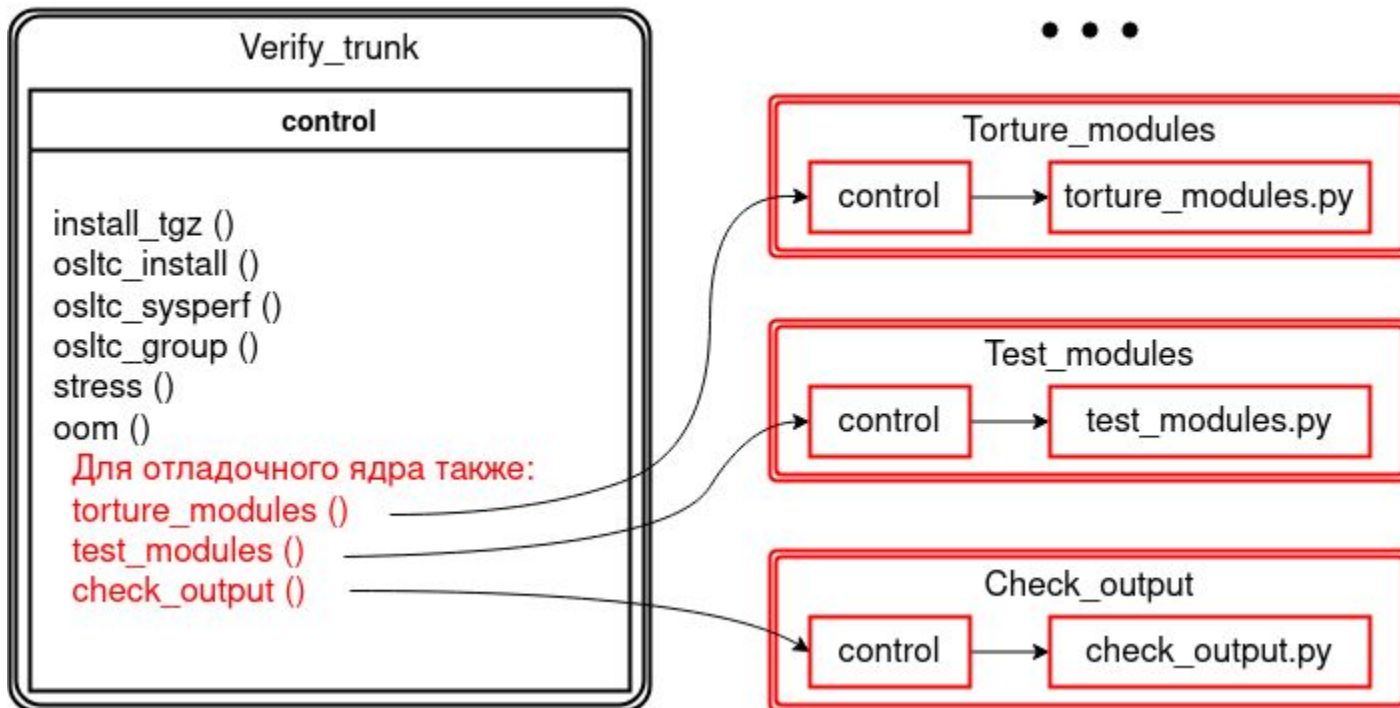 Verify_trunk
control
install_tgz ()
osltc_install ()
osltc_sysperf ()
osltc_group ()
stress ()
oom ()
Для отладочного ядра также:
torture_modules ()
test_modules ()
check_output ()
Torture_modules
control
torture_modules.py
Test_modules
control
test_modules.py
Check_output
control
check_output.py